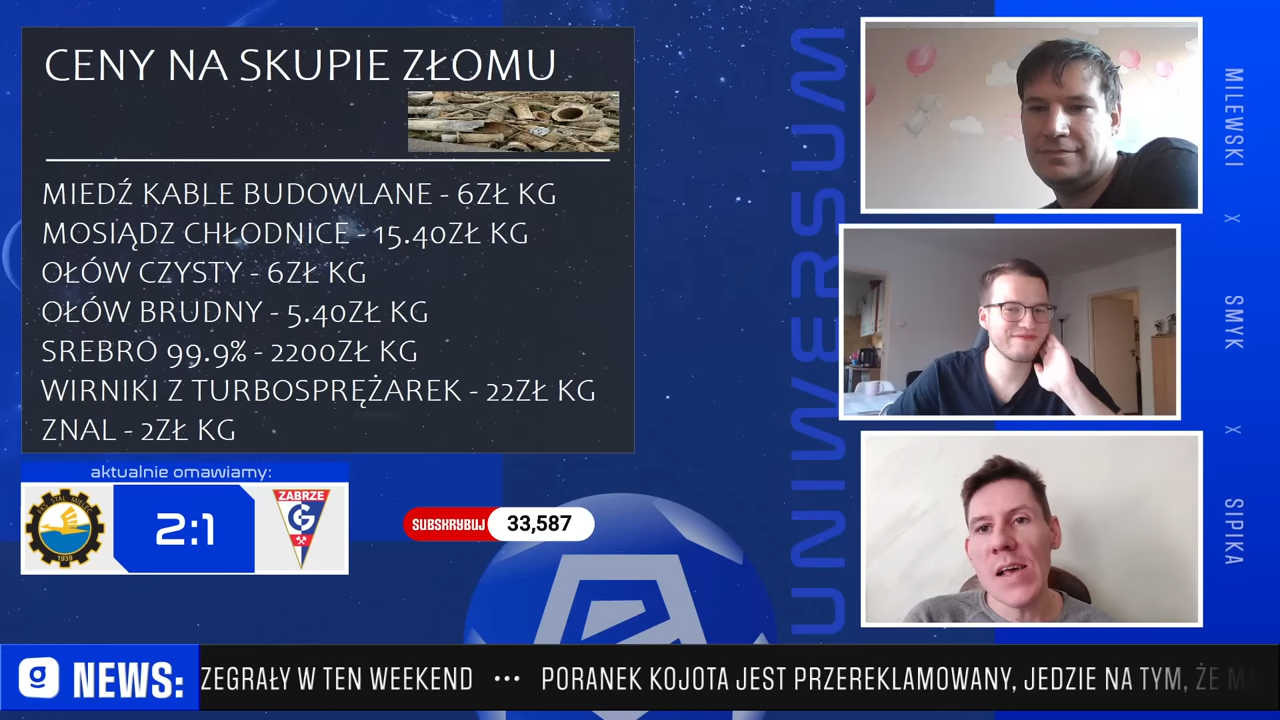 CENY NA SKUPIE ZŁOMU
MIEDŹ KABLE BUDOWLANE - 6ZŁ KG
MOSIĄDZ CHŁODNICE - 15.40ZŁ KG
OŁÓW CZYSTY - 6ZŁ KG
OŁÓW BRUDNY - 5.40ZŁ KG
SREBRO 99.9% - 2200ZŁ KG
WIRNIKI Z TURBOSPRĘŻAREK - 22ZŁ KG
ZNAL - 2ZŁ KG
aktualnie omawiamy:
STAL MIELEC
1939
2:1
ZABRZE
G
SUBSKRYBUJ 33,587
UNIWERSUM
MILEWSKI X SMYK X SIPIKA
g NEWS: ZEGRAŁY W TEN WEEKEND ••• PORANEK KOJOTA JEST PRZEREKLAMOWANY, JEDZIE NA TYM, ŻE